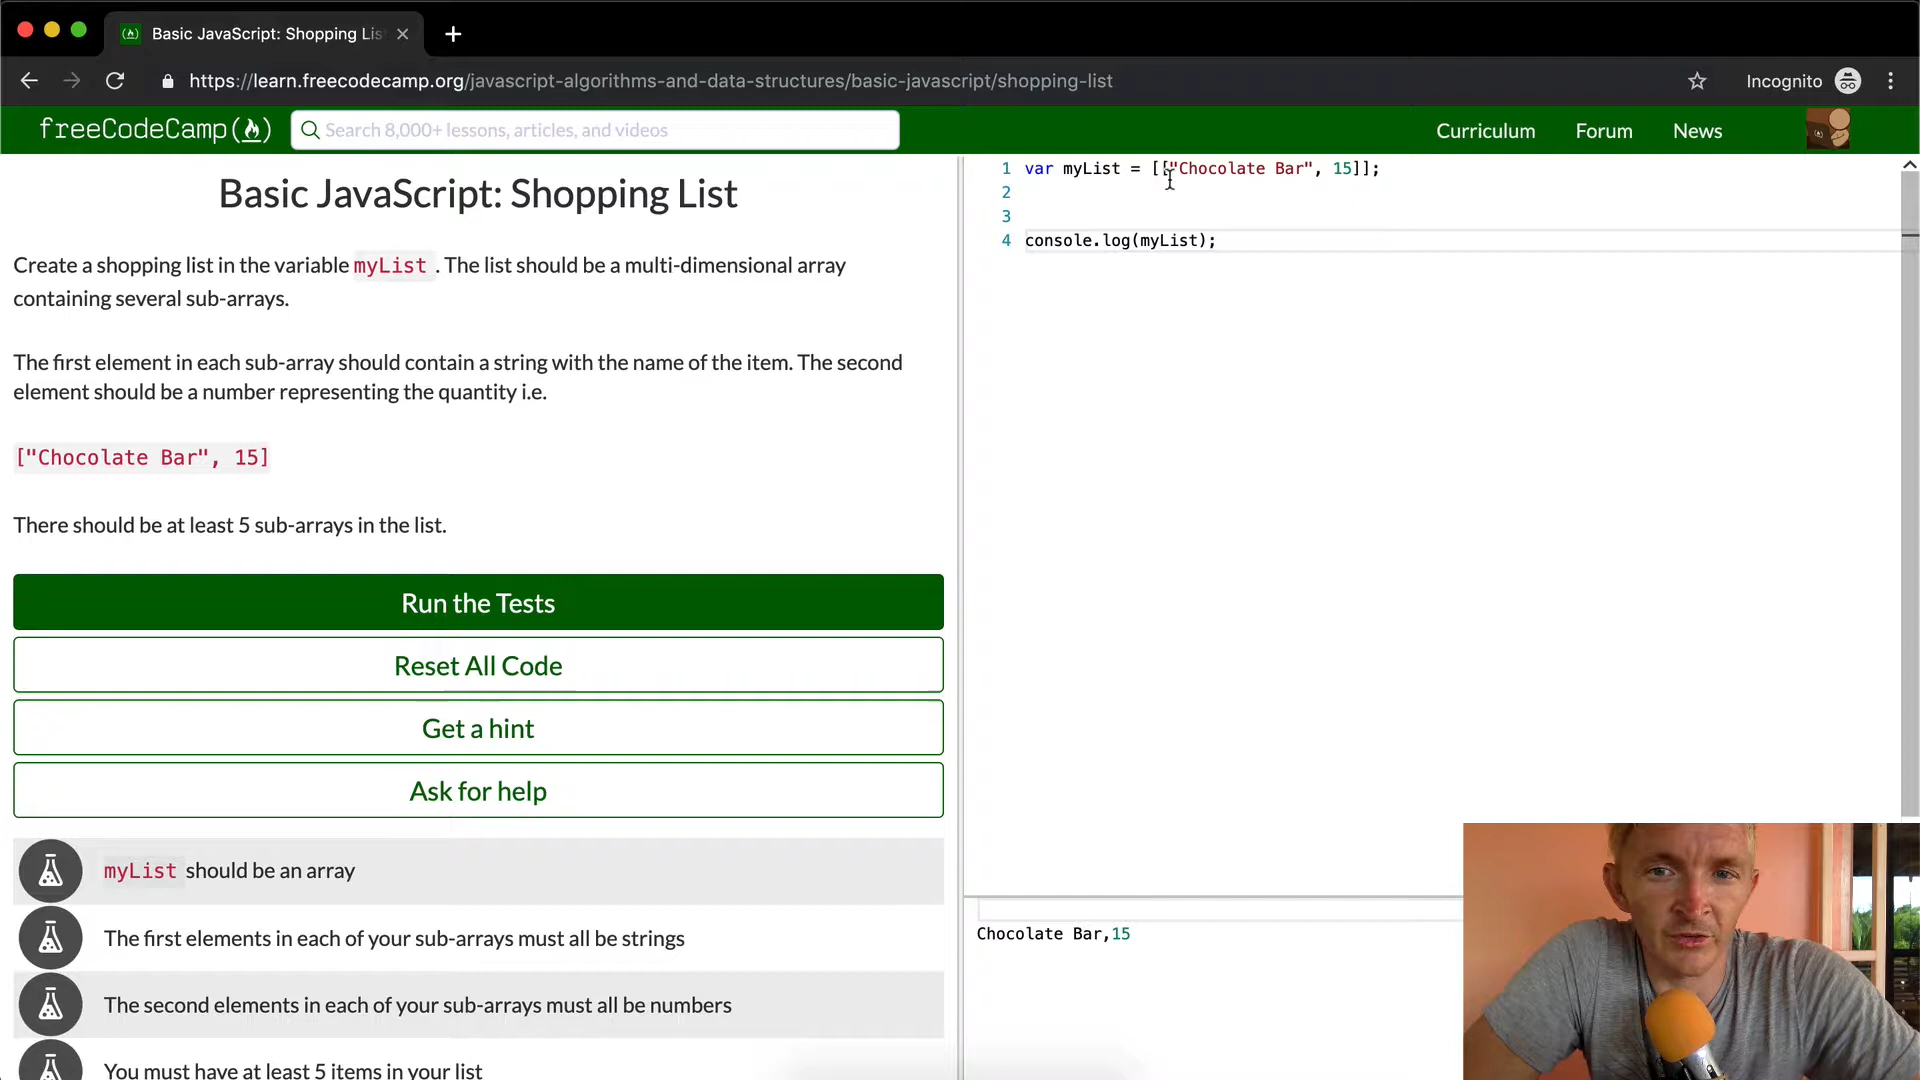 Basic JavaScript: Shopping Lis
https://learn.freecodecamp.org/javascript-algorithms-and-data-structures/basic-javascript/shopping-list
Incognito
freeCodeCamp
Search 8,000+ lessons, articles, and videos
Curriculum
Forum
News
Basic JavaScript: Shopping List
Create a shopping list in the variable myList . The list should be a multi-dimensional array
containing several sub-arrays.
The first element in each sub-array should contain a string with the name of the item. The second
element should be a number representing the quantity i.e.
["Chocolate Bar", 15]
There should be at least 5 sub-arrays in the list.
Run the Tests
Reset All Code
Get a hint
Ask for help
myList should be an array
The first elements in each of your sub-arrays must all be strings
The second elements in each of your sub-arrays must all be numbers
You must have at least 5 items in your list
1 var myList = [["Chocolate Bar", 15]];
2
3
4 console.log(myList);
Chocolate Bar,15